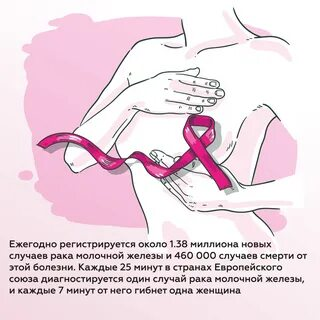 Ежегодно регистрируется около 1.38 миллиона новых
случаев рака молочной железы и 460 000 случаев смерти от
этой болезни. Каждые 25 минут в странах Европейского
союза диагностируется один случай рака молочной железы,
и каждые 7 минут от него гибнет одна женщина